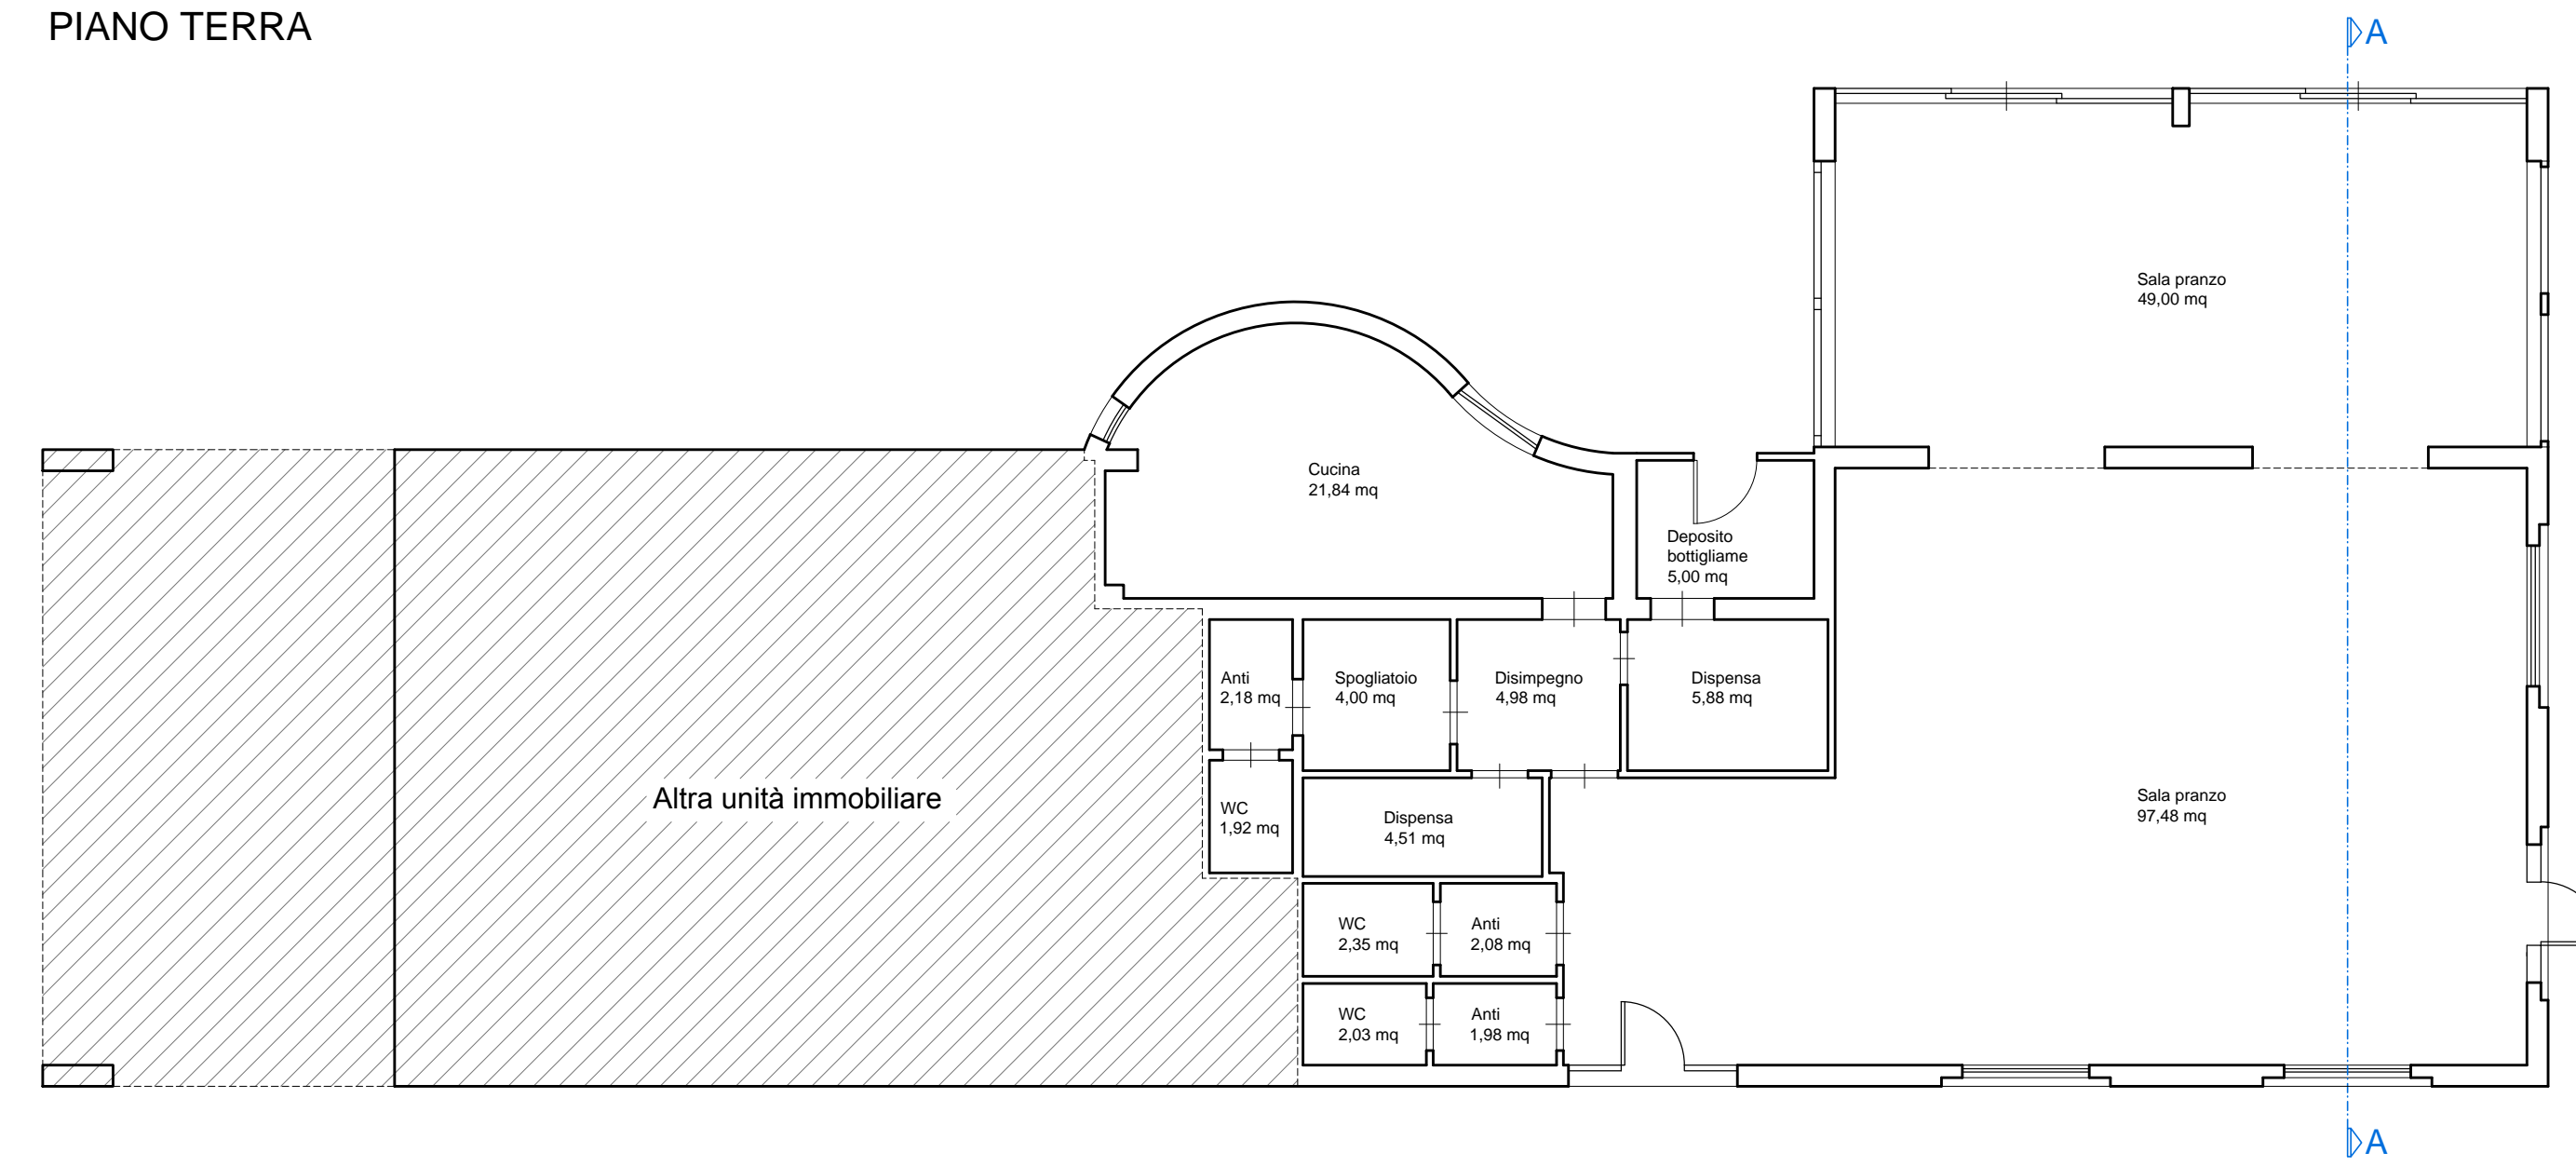 PIANO TERRA
A
Sala pranzo
49,00 mq
Cucina
21,84 mq
Deposito
bottigliame
5,00 mq
Anti
2,18 mq
Spogliatoio
4,00 mq
Disimpegno
4,98 mq
Dispensa
5,88 mq
Altra unità immobiliare
WC
1,92 mq
Dispensa
4,51 mq
Sala pranzo
97,48 mq
WC
2,35 mq
Anti
2,08 mq
WC
2,03 mq
Anti
1,98 mq
A